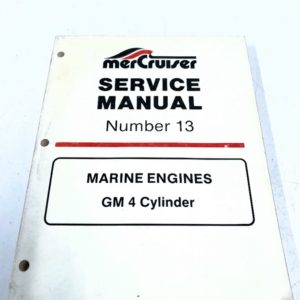 merCruiser
SERVICE
MANUAL
Number 13
MARINE ENGINES
GM 4 Cylinder